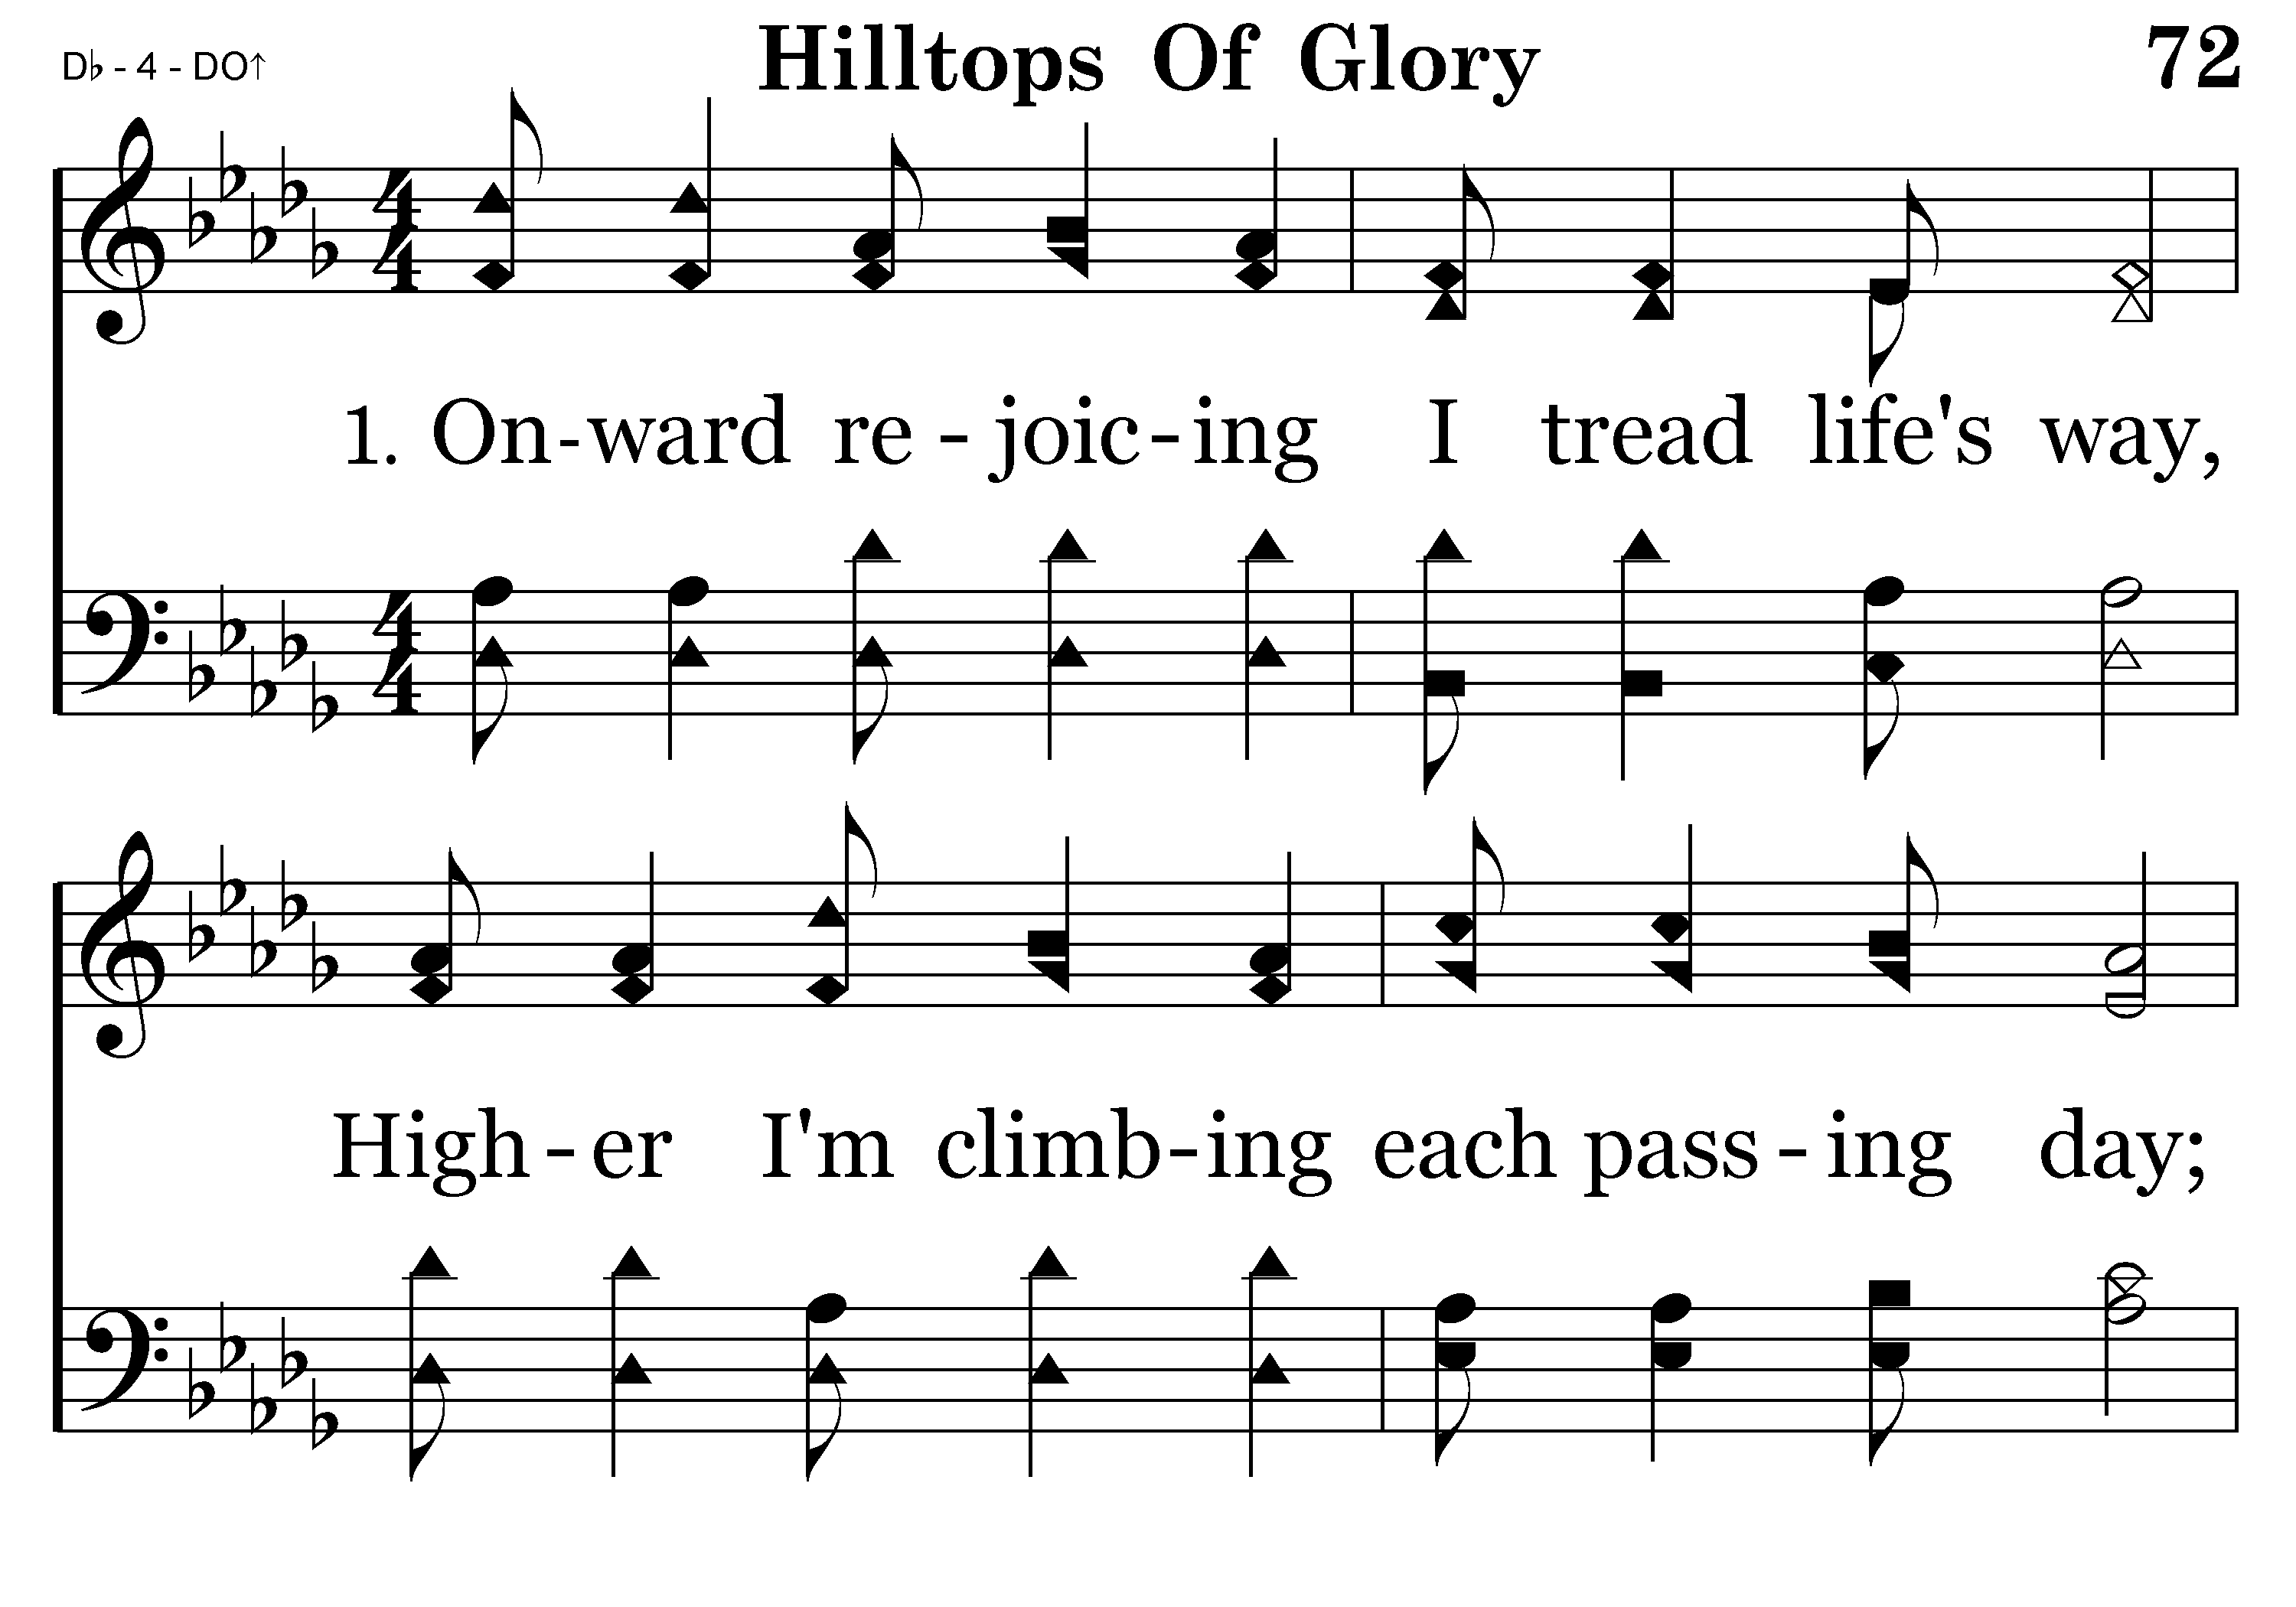 D♭ - 4 - DO↑
Hilltops Of Glory
72
1. On-ward re - joic-ing I tread life's way,
High-er I'm climb-ing each pass-ing day;